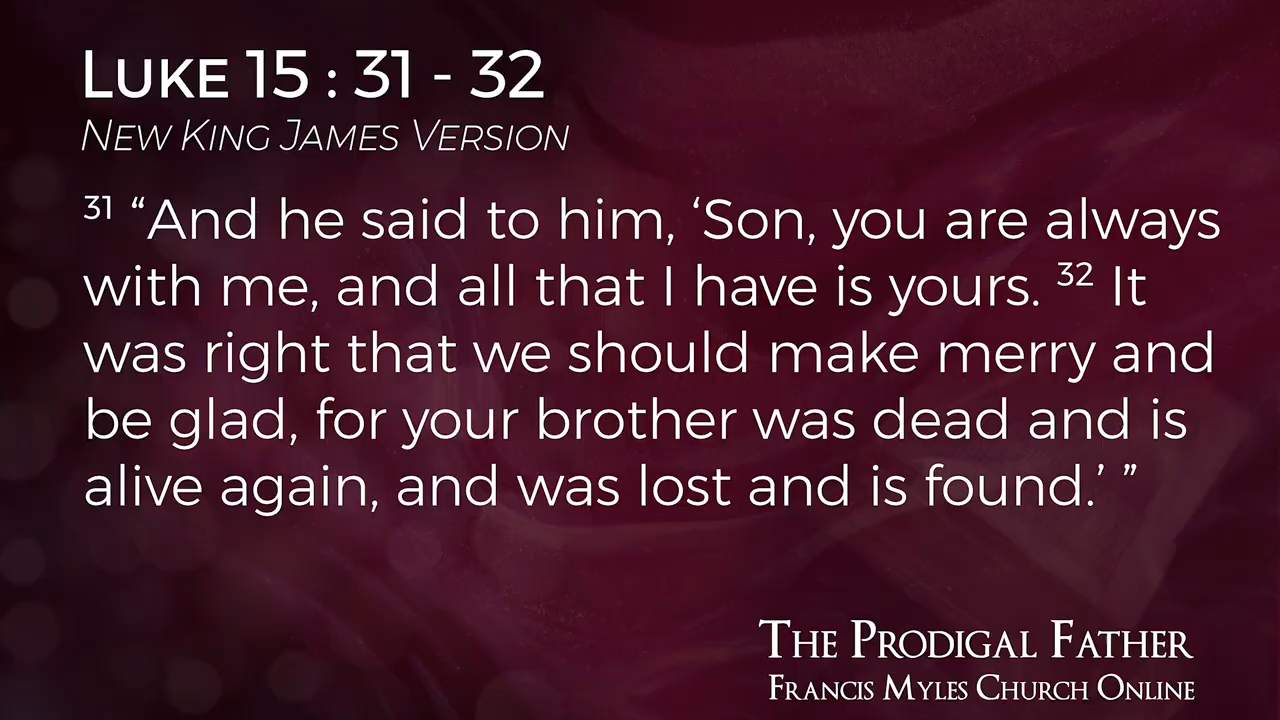 Luke 15 : 31 - 32
New King James Version
31 “And he said to him, ‘Son, you are always
with me, and all that I have is yours. 32 It
was right that we should make merry and
be glad, for your brother was dead and is
alive again, and was lost and is found.’ ”
The Prodigal Father
Francis Myles Church Online